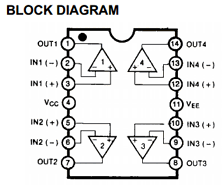 BLOCK DIAGRAM
OUT1 1 14 OUT4
IN1 (-) 2 13 IN4 (-)
IN1 (+) 3 12 IN4 (+)
VCC 4 11 VEE
IN2 (+) 5 10 IN3 (+)
IN2 (-) 6 9 IN3 (-)
OUT2 7 8 OUT3
1 4
2 3